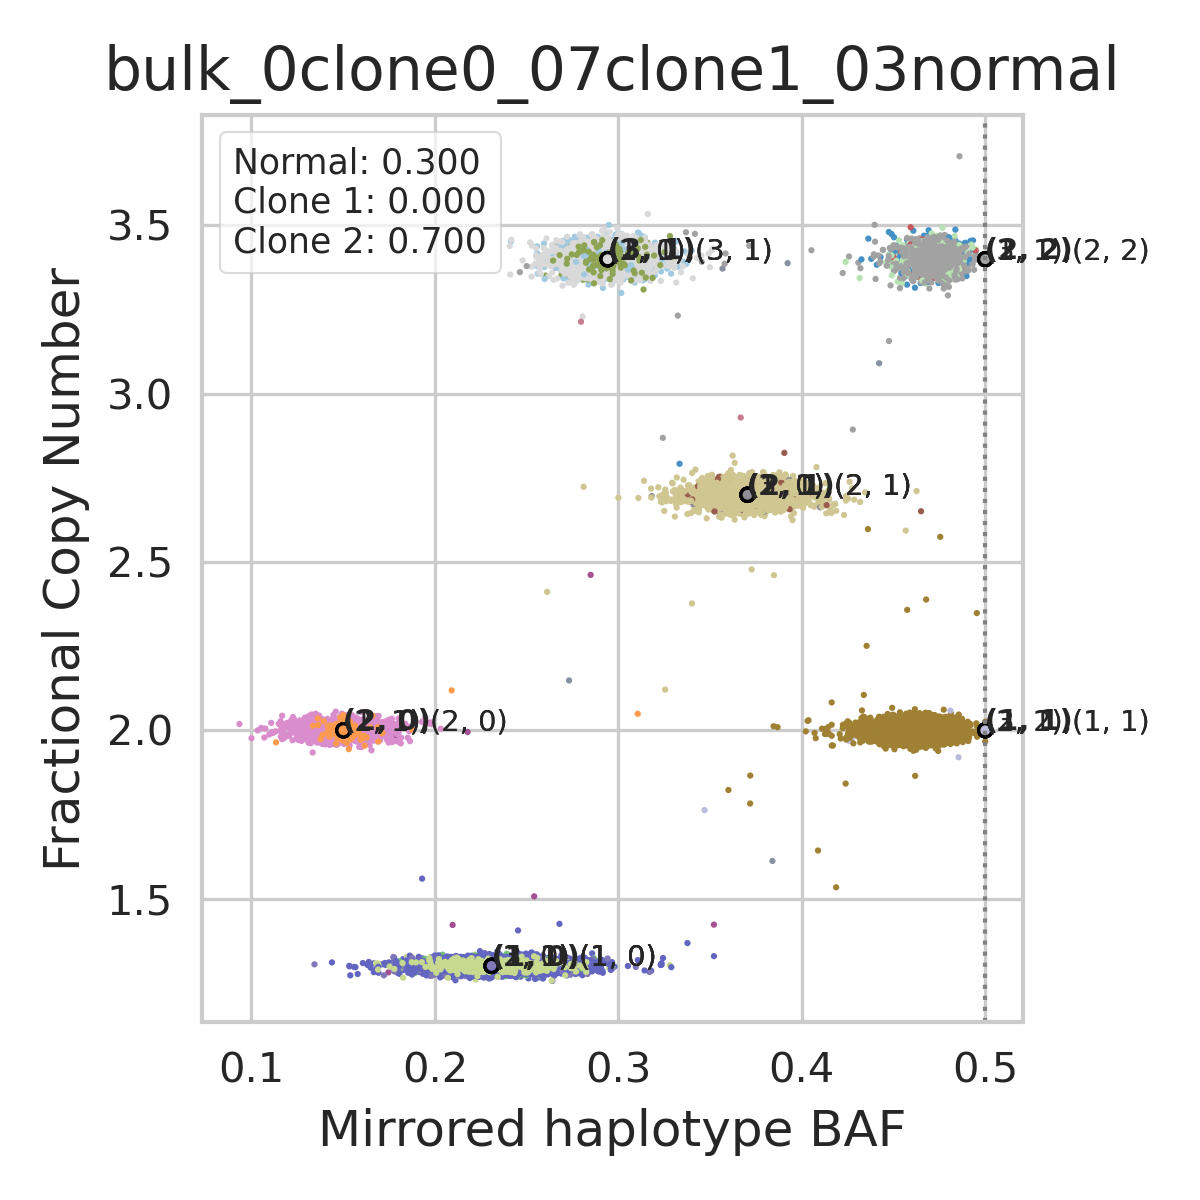 bulk_0clone0_07clone1_03normal
Normal: 0.300
Clone 1: 0.000
Clone 2: 0.700
3.5
(3, 1)
(2, 2)
3.0
(2, 1)
2.5
2.0
(2, 0)
(1, 1)
1.5
(1, 0)
0.1 0.2 0.3 0.4 0.5
Mirrored haplotype BAF
Fractional Copy Number